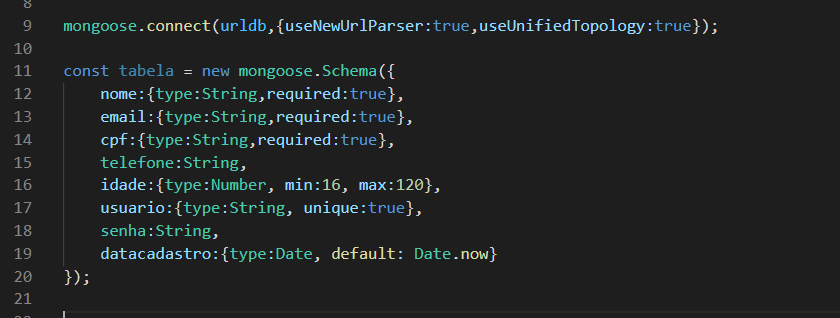 8
9 mongoose.connect(urldb,{useNewUrlParser:true,useUnifiedTopology:true});
10
11 const tabela = new mongoose.Schema({
12     nome:{type:String,required:true},
13     email:{type:String,required:true},
14     cpf:{type:String,required:true},
15     telefone:String,
16     idade:{type:Number, min:16, max:120},
17     usuario:{type:String, unique:true},
18     senha:String,
19     datacadastro:{type:Date, default: Date.now}
20 });
21